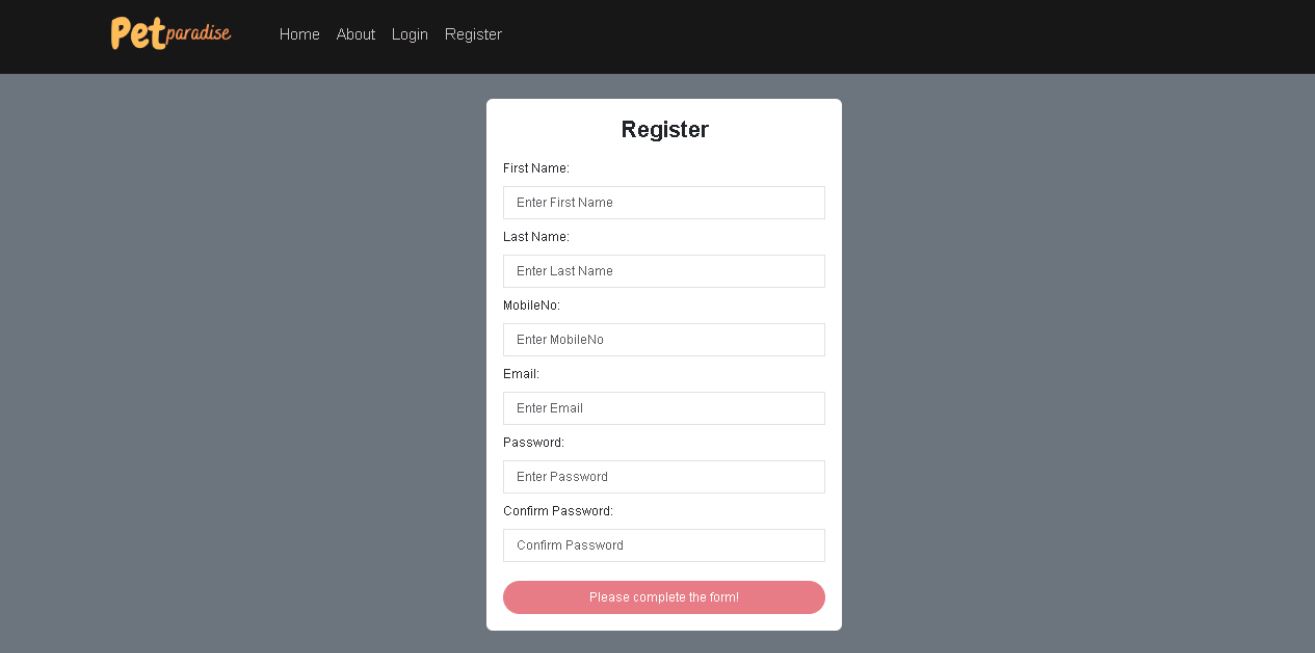 Pet paradise Home About Login Register
Register
First Name:
Enter First Name
Last Name:
Enter Last Name
MobileNo:
Enter MobileNo
Email:
Enter Email
Password:
Enter Password
Confirm Password:
Confirm Password
Please complete the form!